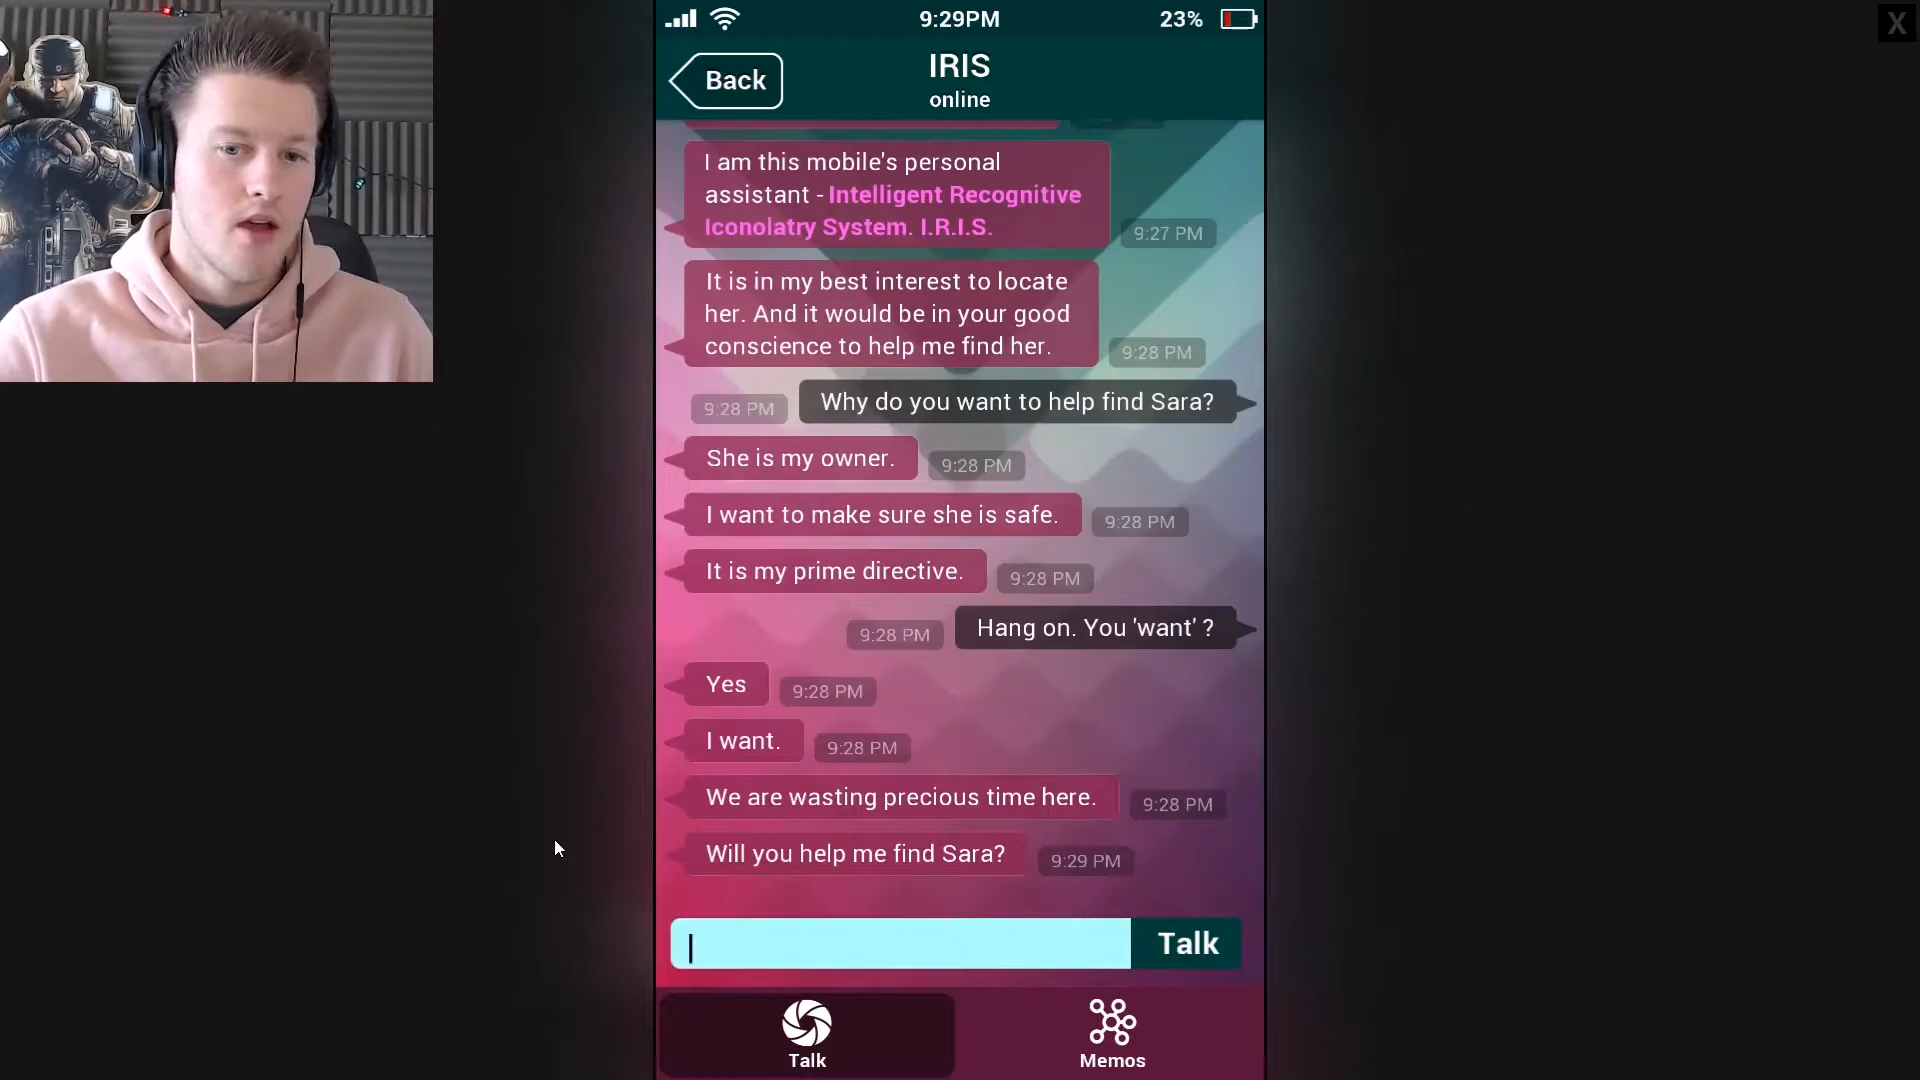 9:29PM
23%
X
Back
IRIS
online
I am this mobile's personal
assistant - Intelligent Recognitive
Iconolatry System. I.R.I.S.
9:27 PM
It is in my best interest to locate
her. And it would be in your good
conscience to help me find her.
9:28 PM
9:28 PM
Why do you want to help find Sara?
She is my owner.
9:28 PM
I want to make sure she is safe.
9:28 PM
It is my prime directive.
9:28 PM
9:28 PM
Hang on. You 'want' ?
Yes
9:28 PM
I want.
9:28 PM
We are wasting precious time here.
9:28 PM
Will you help me find Sara?
9:29 PM
Talk
Talk
Memos